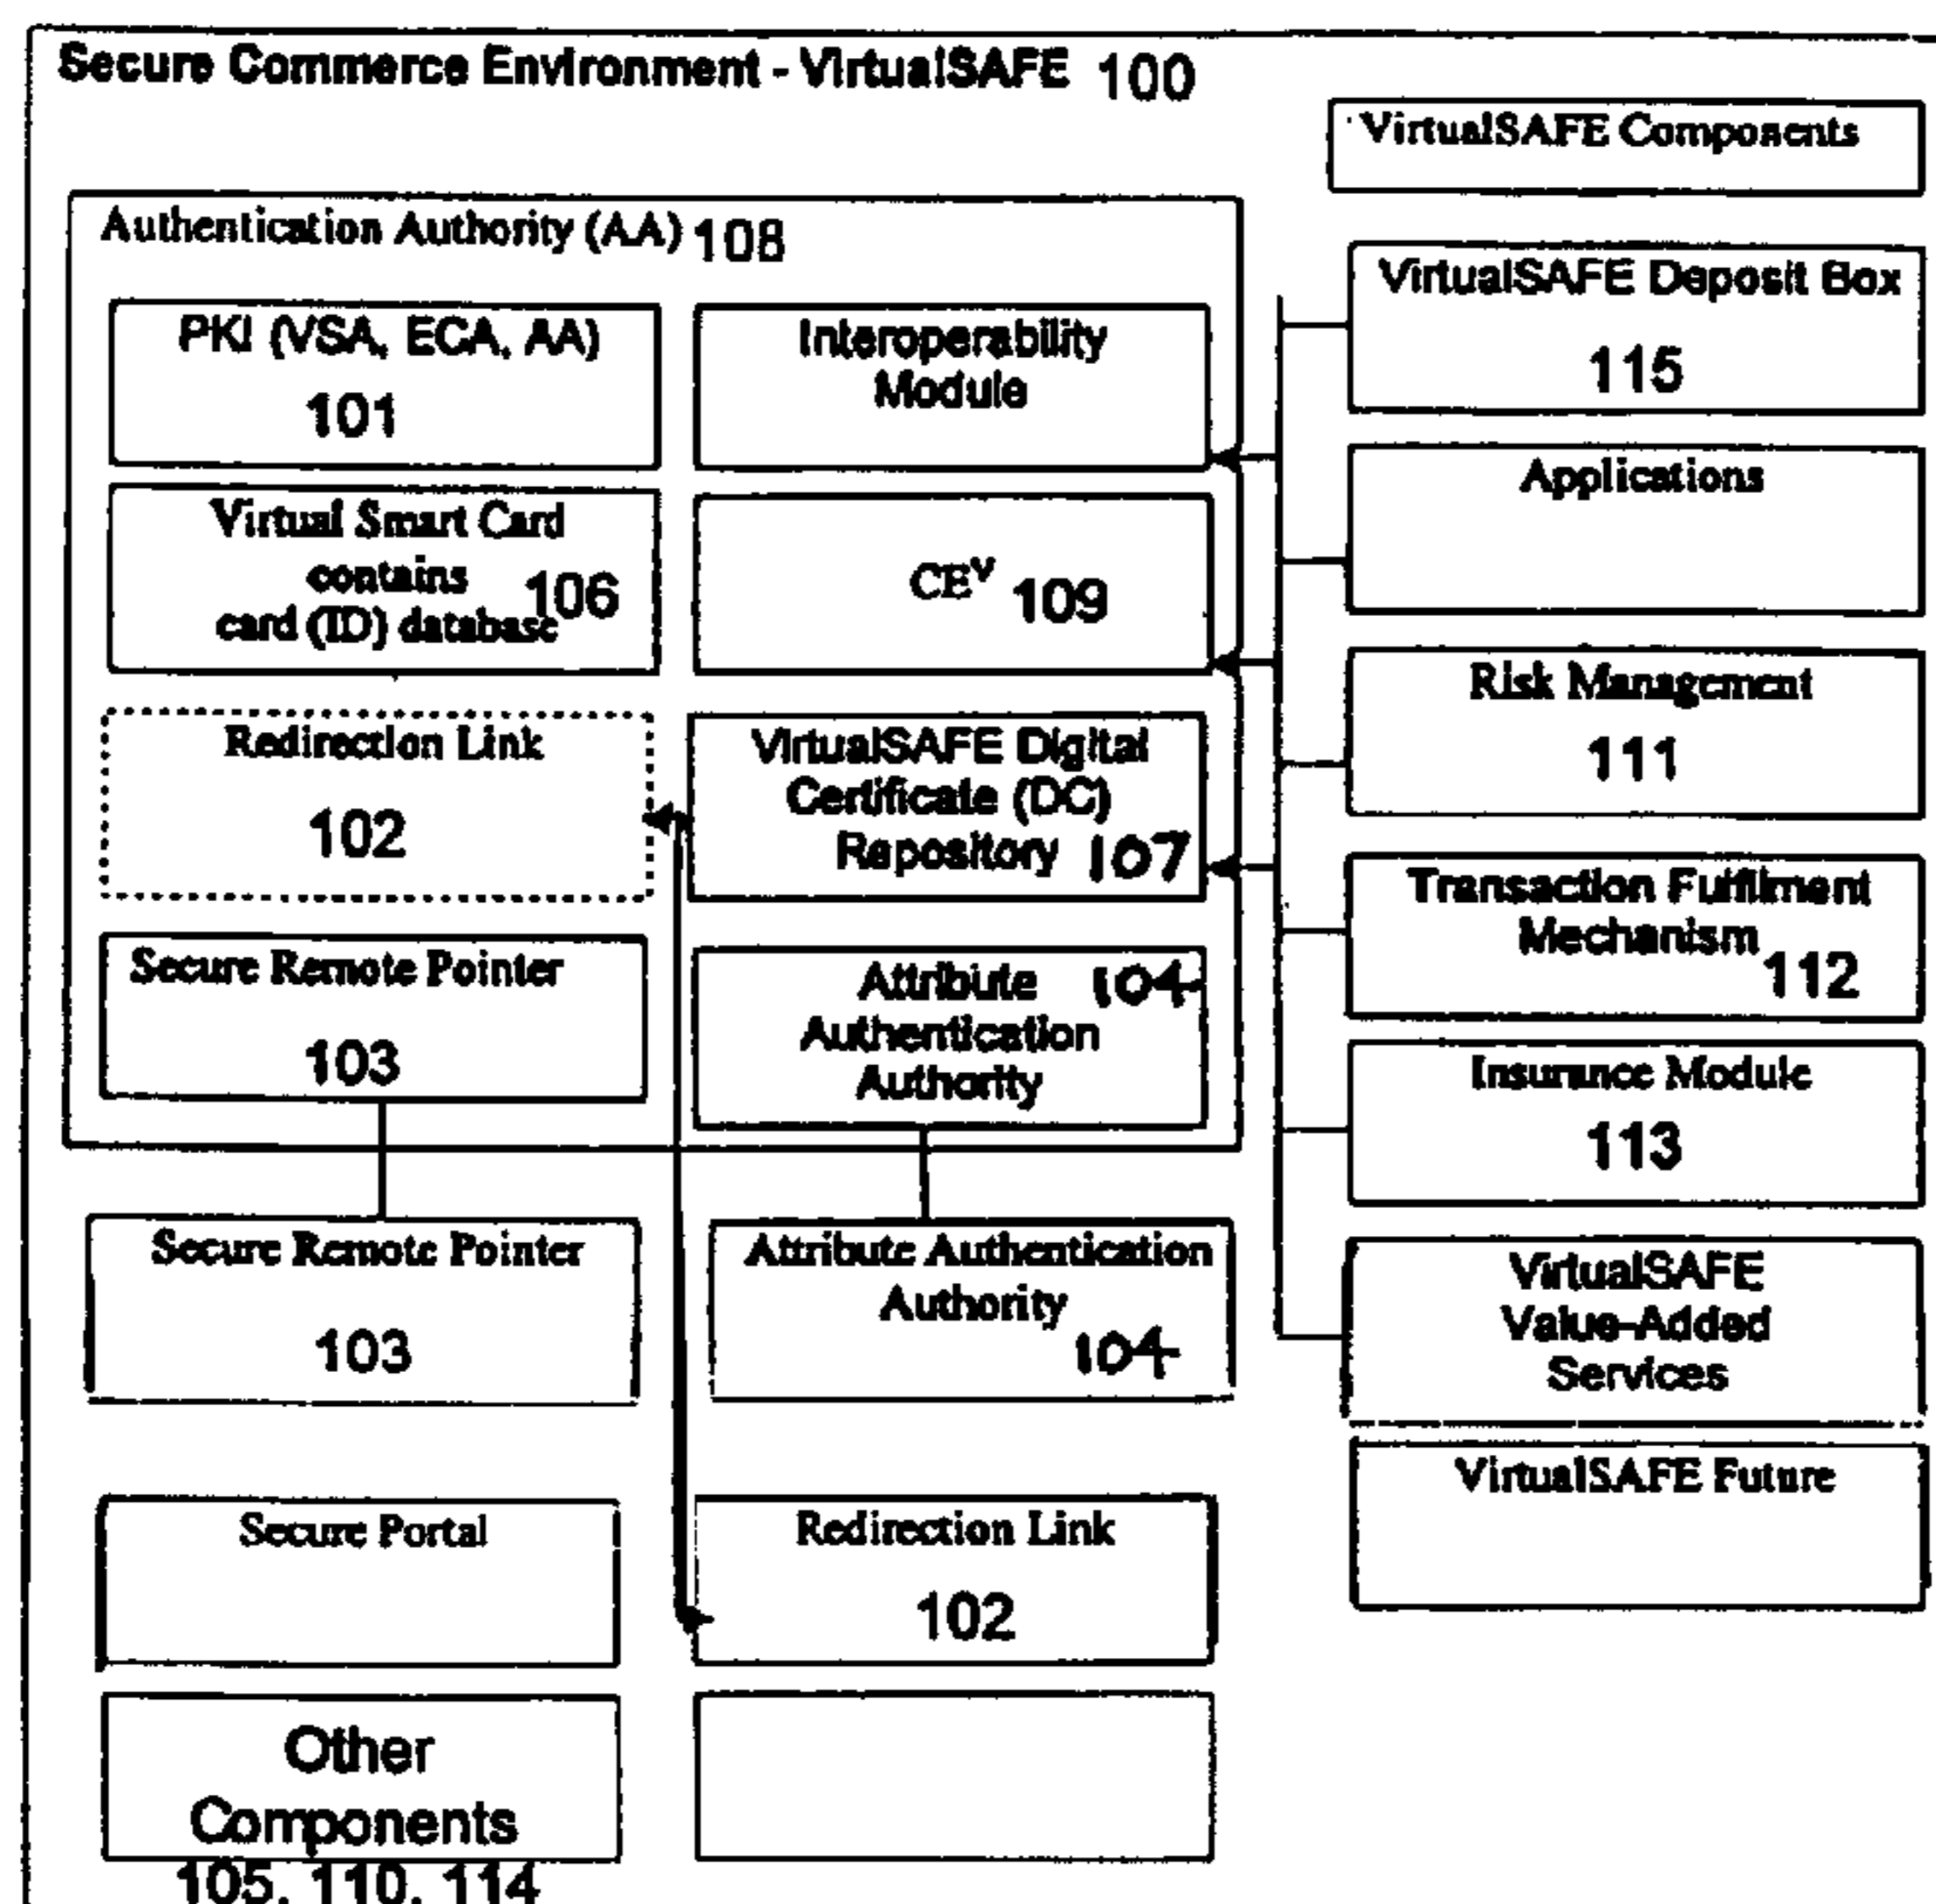 Secure Commerce Environment - VirtualSAFE 100
VirtualSAFE Components
Authentication Authority (AA) 108
PKI (VSA, ECA, AA)
101
Interoperability
Module
Virtual Smart Card
contains
card (ID) database 106
CEV 109
Redirection Link
102
VirtualSAFE Digital
Certificate (DC)
Repository 107
Secure Remote Pointer
103
Attribute 104
Authentication
Authority
Secure Remote Pointer
103
Attribute Authentication
Authority
104
Secure Portal
Redirection Link
102
Other
Components
105, 110, 114
VirtualSAFE Deposit Box
115
Applications
Risk Management
111
Transaction Fulfilment
Mechanism
112
Insurance Module
113
VirtualSAFE
Value-Added
Services
VirtualSAFE Future